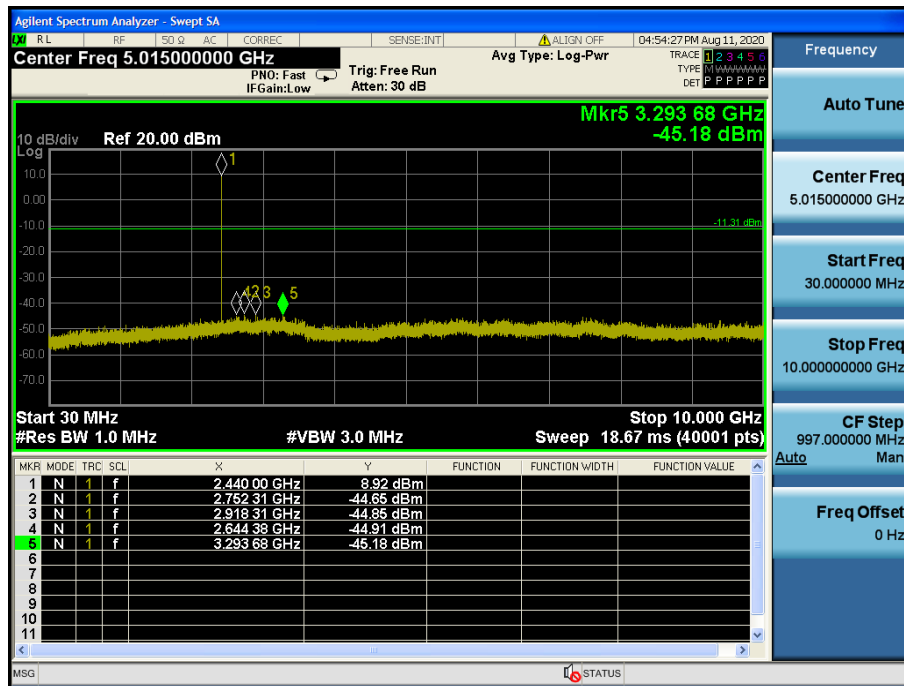 Agilent Spectrum Analyzer - Swept SA
LXI RL RF 50 Ω AC CORREC SENSE:INT ALIGN OFF 04:54:27 PM Aug 11, 2020
Center Freq 5.015000000 GHz
PNO: Fast
IFGain:Low
Trig: Free Run
Atten: 30 dB
Avg Type: Log-Pwr
TRACE 1 2 3 4 5 6
TYPE M WWWWW
DET P P P P P P
Mkr5 3.293 68 GHz
-45.18 dBm
10 dB/div Ref 20.00 dBm
Log
10.0
0.00
-10.0
-20.0
-30.0
-40.0
-50.0
-60.0
-70.0
1
-11.31 dBm
4 2 3 5
Start 30 MHz Stop 10.000 GHz
#Res BW 1.0 MHz #VBW 3.0 MHz Sweep 18.67 ms (40001 pts)
MKR MODE TRC SCL X Y FUNCTION FUNCTION WIDTH FUNCTION VALUE
1 N 1 f 2.440 00 GHz 8.92 dBm
2 N 1 f 2.752 31 GHz -44.65 dBm
3 N 1 f 2.918 31 GHz -44.85 dBm
4 N 1 f 2.644 38 GHz -44.91 dBm
5 N 1 f 3.293 68 GHz -45.18 dBm
6
7
8
9
10
11
MSG STATUS
Frequency
Auto Tune
Center Freq
5.015000000 GHz
Start Freq
30.000000 MHz
Stop Freq
10.000000000 GHz
CF Step
997.000000 MHz
Auto Man
Freq Offset
0 Hz